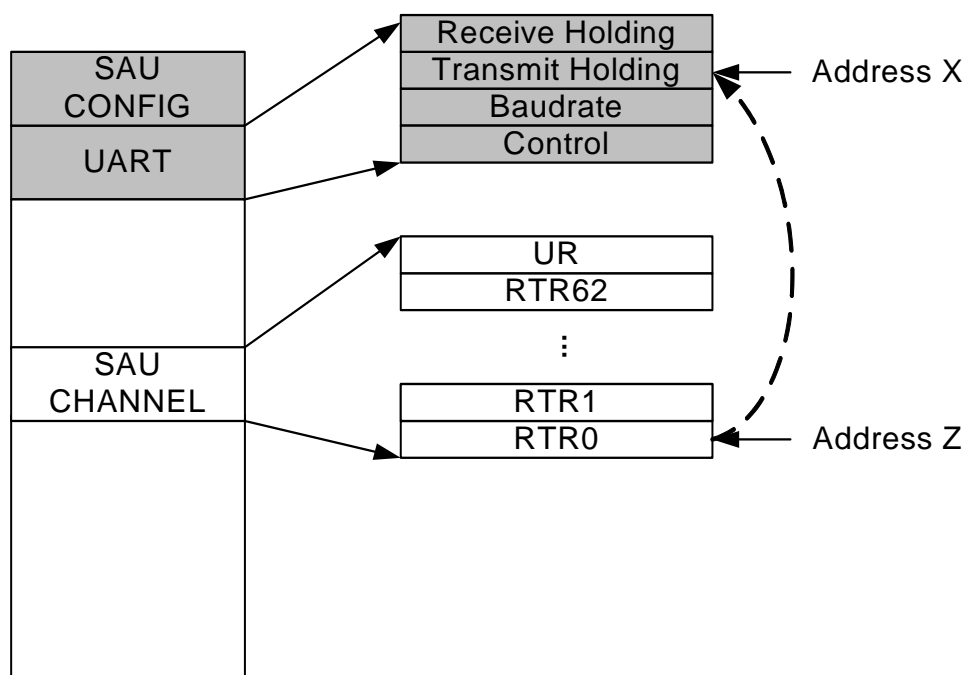 SAU
CONFIG
UART
SAU
CHANNEL
Receive Holding
Transmit Holding
Baudrate
Control
UR
RTR62
...
RTR1
RTR0
Address X
Address Z